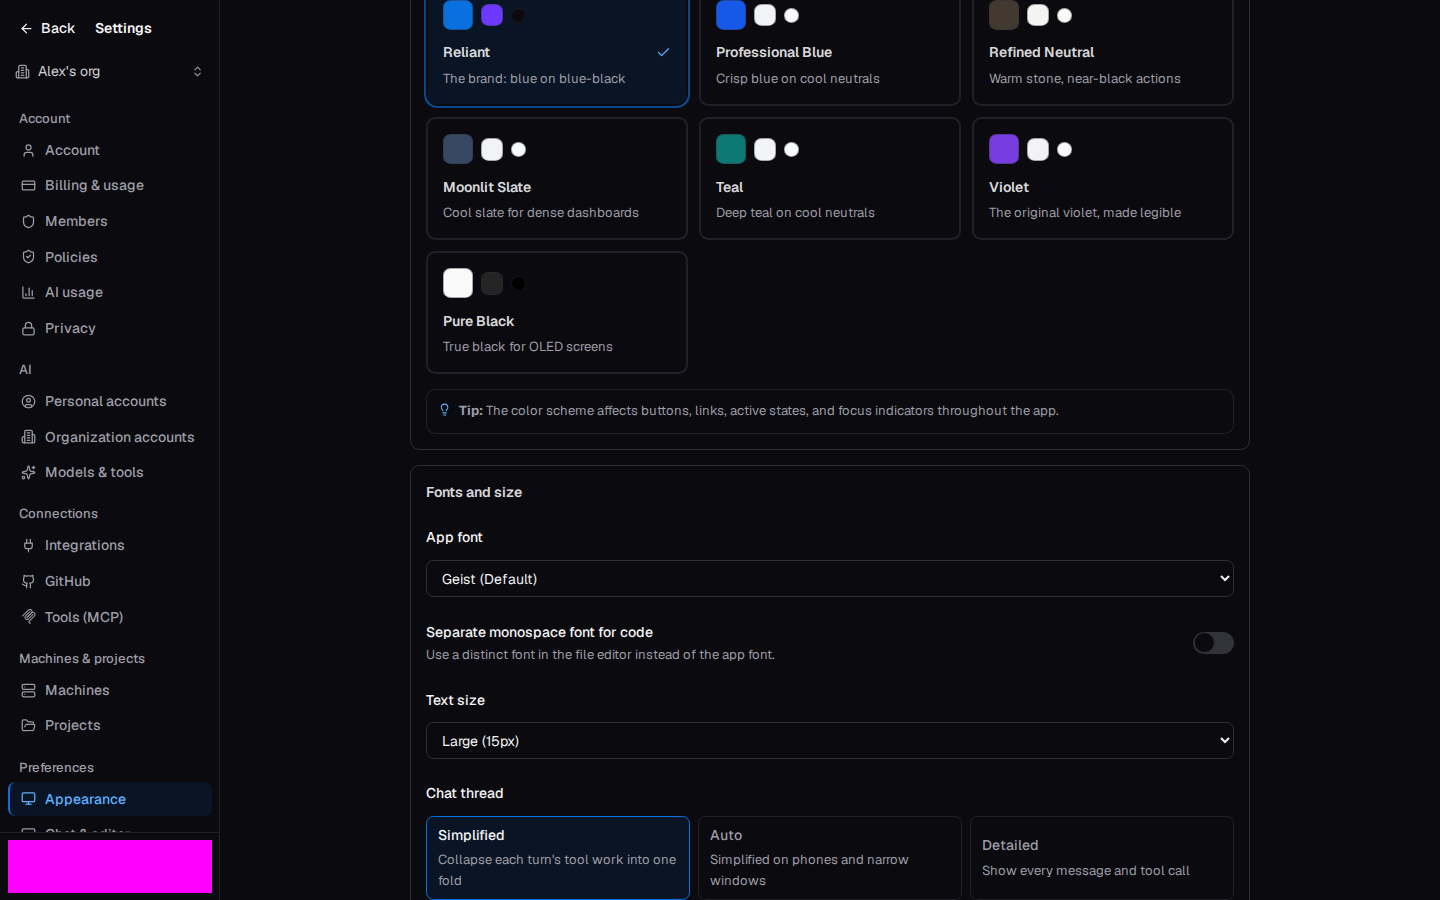 Back Settings
Alex's org
Account
Account
Billing & usage
Members
Policies
AI usage
Privacy
AI
Personal accounts
Organization accounts
Models & tools
Connections
Integrations
GitHub
Tools (MCP)
Machines & projects
Machines
Projects
Preferences
Appearance
Chat & editor
Reliant
The brand: blue on blue-black
Professional Blue
Crisp blue on cool neutrals
Refined Neutral
Warm stone, near-black actions
Moonlit Slate
Cool slate for dense dashboards
Teal
Deep teal on cool neutrals
Violet
The original violet, made legible
Pure Black
True black for OLED screens
Tip: The color scheme affects buttons, links, active states, and focus indicators throughout the app.
Fonts and size
App font
Geist (Default)
Separate monospace font for code
Use a distinct font in the file editor instead of the app font.
Text size
Large (15px)
Chat thread
Simplified
Collapse each turn's tool work into one
fold
Auto
Simplified on phones and narrow
windows
Detailed
Show every message and tool call